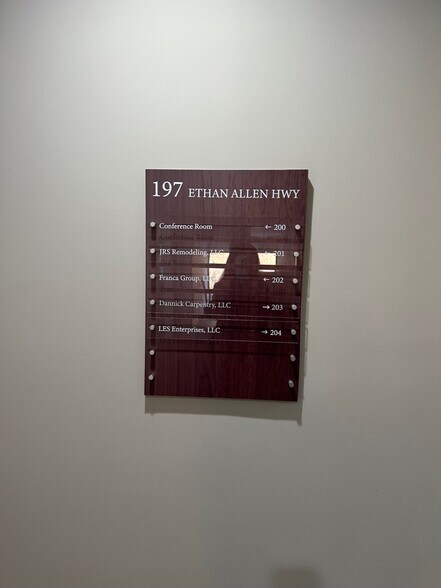 197 ETHAN ALLEN HWY
Conference Room ← 200
JRS Remodeling, LLC 201
Franca Group, LLC ← 202
Dannick Carpentry, LLC → 203
LES Enterprises, LLC → 204